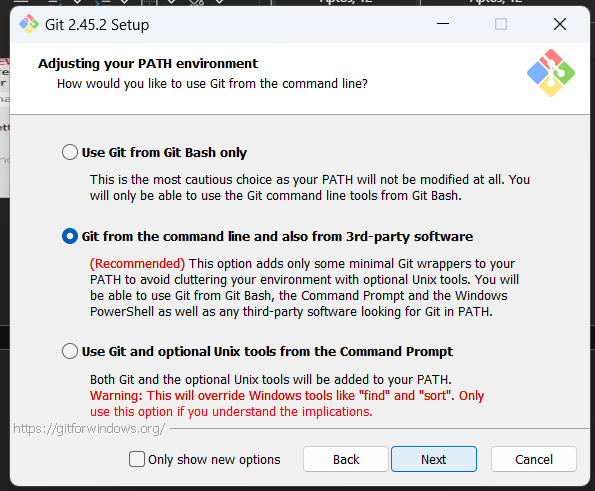 Git 2.45.2 Setup
Adjusting your PATH environment
How would you like to use Git from the command line?
Use Git from Git Bash only
This is the most cautious choice as your PATH will not be modified at all. You
will only be able to use the Git command line tools from Git Bash.
Git from the command line and also from 3rd-party software
(Recommended) This option adds only some minimal Git wrappers to your
PATH to avoid cluttering your environment with optional Unix tools. You will
be able to use Git from Git Bash, the Command Prompt and the Windows
PowerShell as well as any third-party software looking for Git in PATH.
Use Git and optional Unix tools from the Command Prompt
Both Git and the optional Unix tools will be added to your PATH.
Warning: This will override Windows tools like "find" and "sort". Only
use this option if you understand the implications.
https://gitforwindows.org/
Only show new options
Back
Next
Cancel